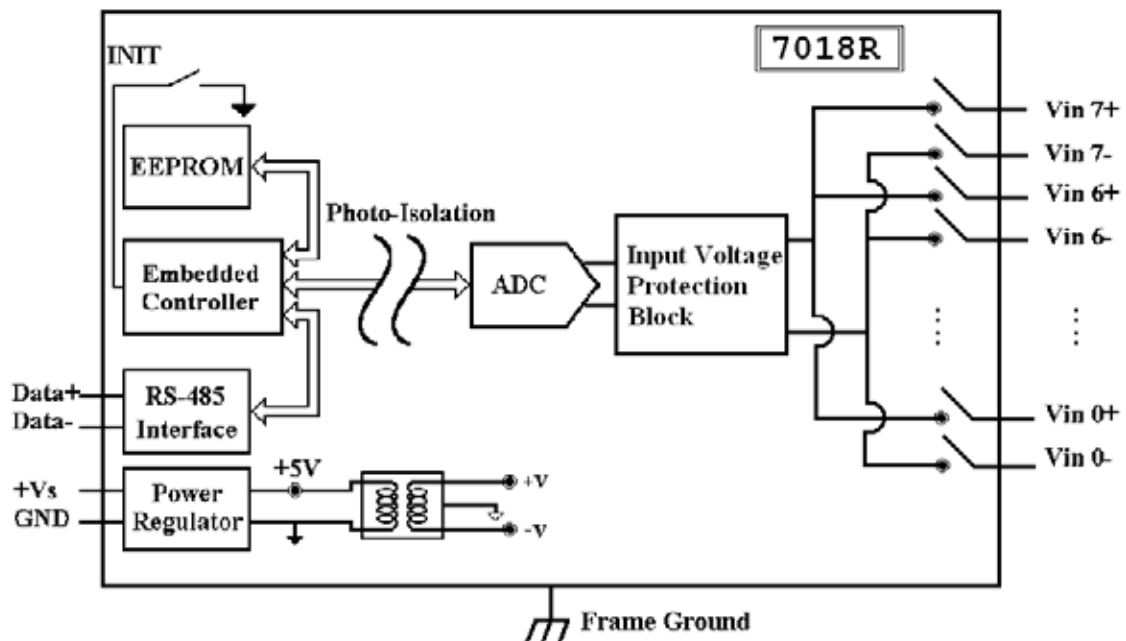 7018R
INIT
EEPROM
Photo-Isolation
Embedded
Controller
ADC
Input Voltage
Protection
Block
Vin 7+
Vin 7-
Vin 6+
Vin 6-
Data+
Data-
RS-485
Interface
Vin 0+
Vin 0-
+Vs
GND
Power
Regulator
+5V
+V
-V
Frame Ground